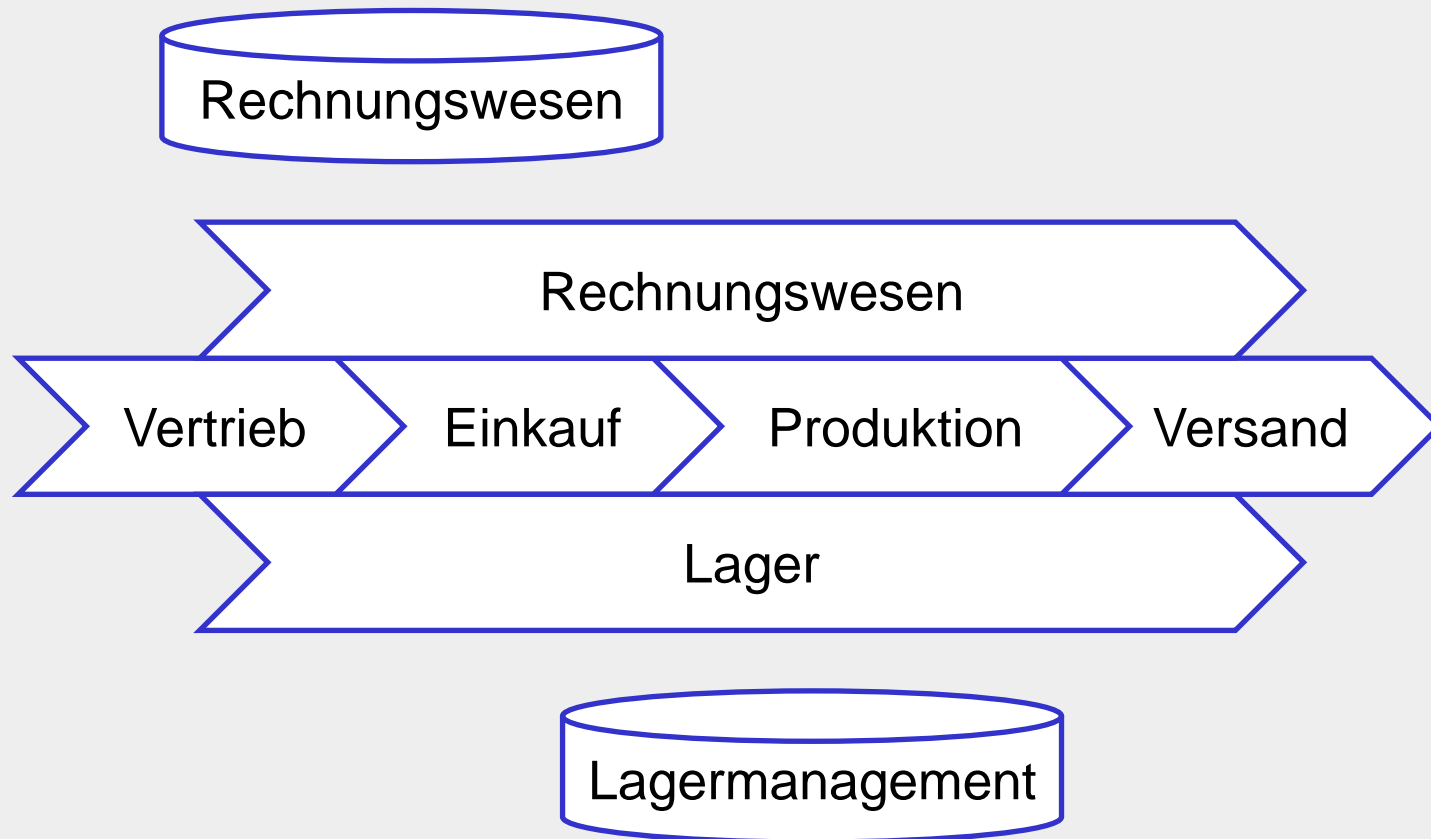 Rechnungswesen
Rechnungswesen
Vertrieb Einkauf Produktion Versand
Lager
Lagermanagement